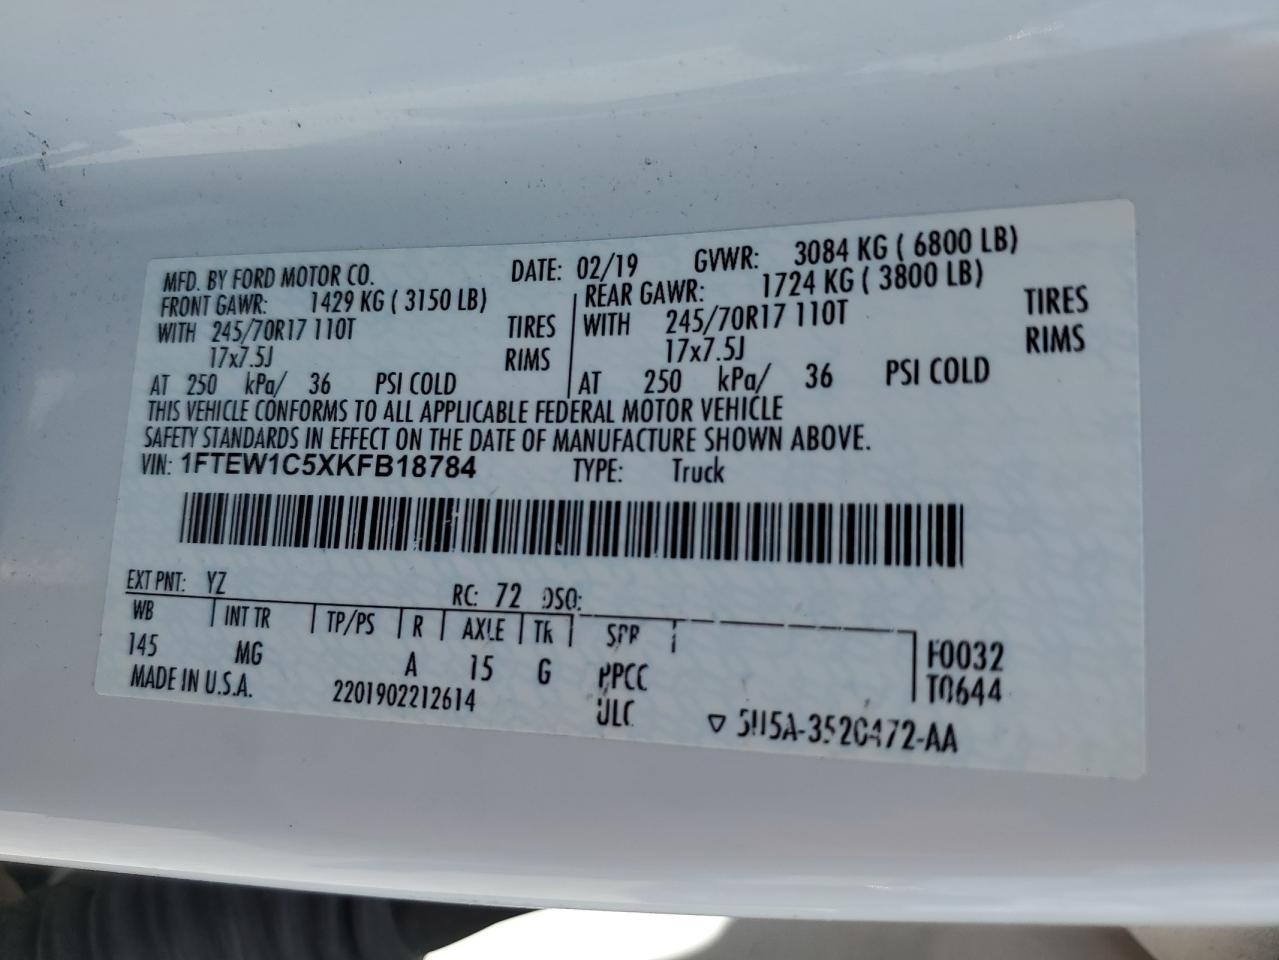 MFD. BY FORD MOTOR CO. DATE: 02/19 GVWR: 3084 KG ( 6800 LB)
FRONT GAWR: 1429 KG ( 3150 LB) REAR GAWR: 1724 KG ( 3800 LB)
WITH 245/70R17 110T TIRES WITH 245/70R17 110T TIRES
17x7.5J RIMS 17x7.5J RIMS
AT 250 kPa/ 36 PSI COLD AT 250 kPa/ 36 PSI COLD
THIS VEHICLE CONFORMS TO ALL APPLICABLE FEDERAL MOTOR VEHICLE
SAFETY STANDARDS IN EFFECT ON THE DATE OF MANUFACTURE SHOWN ABOVE.
VIN: 1FTEW1C5XKFB18784 TYPE: Truck
EXT PNT: YZ RC: 72 DSO:
WB INT TR TP/PS R AXLE TR SPR F0032
145 MG A 15 G PPCC T0644
MADE IN U.S.A. 2201902212614